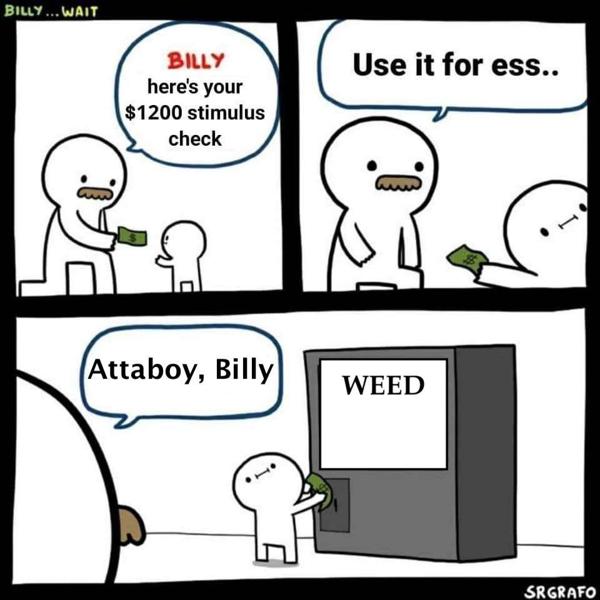 BILLY...WAIT
BILLY
here's your
$1200 stimulus
check
Use it for ess..
Attaboy, Billy
WEED
SRGRAFO